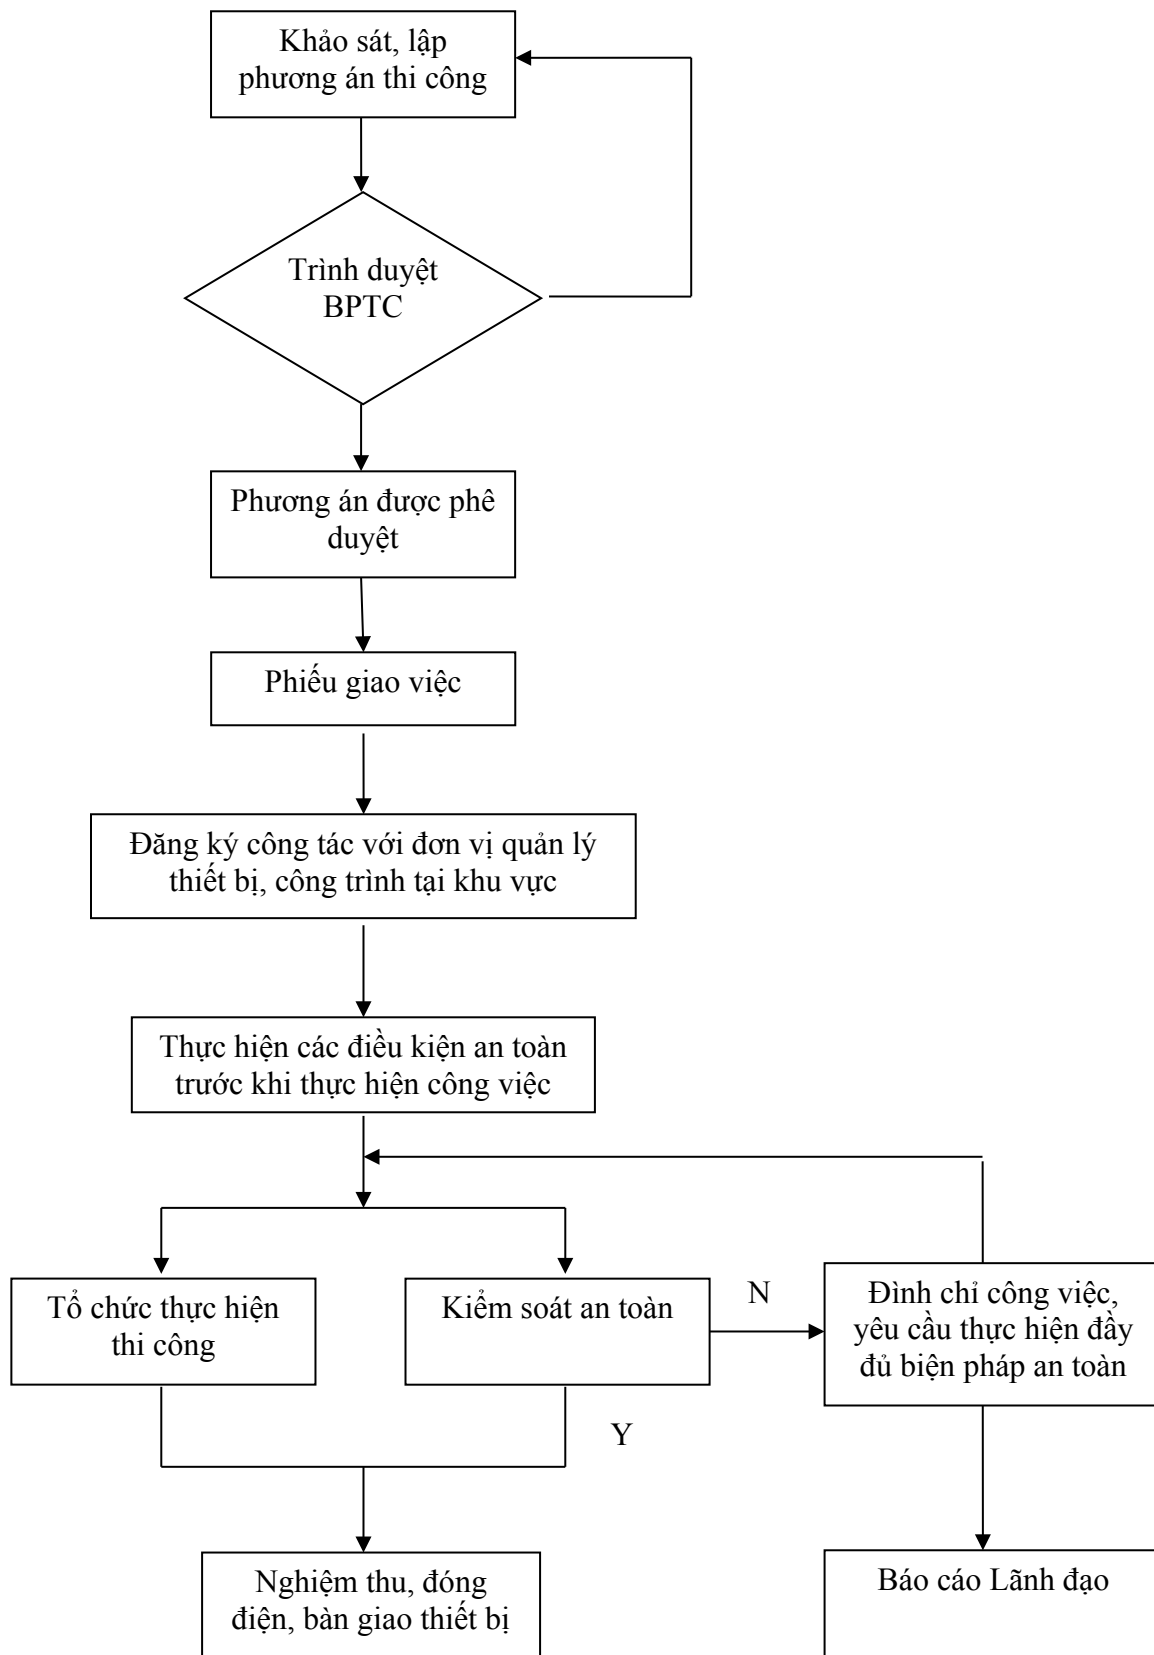 Khảo sát, lập
phương án thi công
Trình duyệt
BPTC
Phương án được phê
duyệt
Phiếu giao việc
Đăng ký công tác với đơn vị quản lý
thiết bị, công trình tại khu vực
Thực hiện các điều kiện an toàn
trước khi thực hiện công việc
Tổ chức thực hiện
thi công
Kiểm soát an toàn
N
Đình chỉ công việc,
yêu cầu thực hiện đầy
đủ biện pháp an toàn
Y
Nghiệm thu, đóng
điện, bàn giao thiết bị
Báo cáo Lãnh đạo